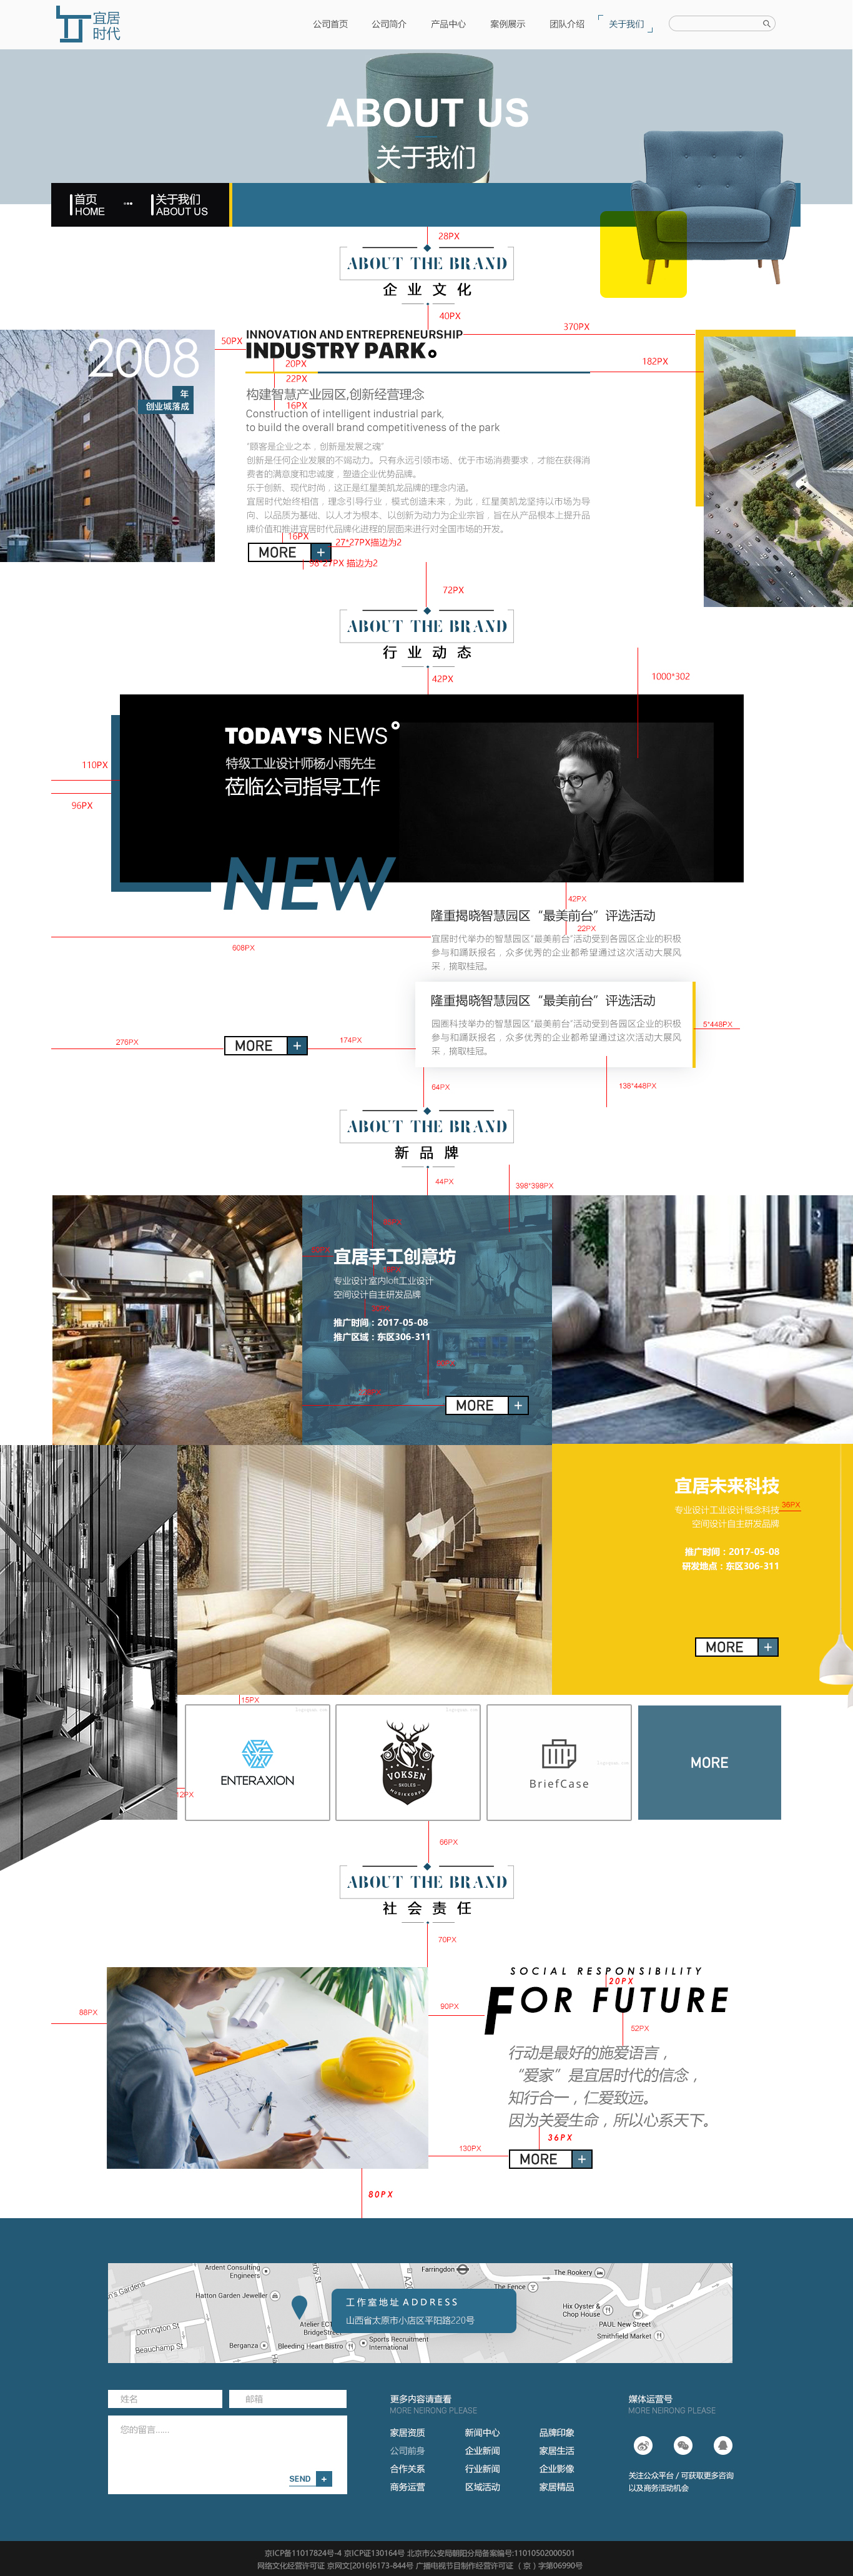 宜居
时代
公司首页 公司简介 产品中心 案例展示 团队介绍 关于我们
ABOUT US
关于我们
首页 关于我们
HOME ABOUT US
28PX
ABOUT THE BRAND
企业文化
40PX
370PX
INNOVATION AND ENTREPRENEURSHIP
INDUSTRY PARK
50PX
2008
年
创业城落成
20PX
182PX
22PX
构建智慧产业园区,创新经营理念
16PX
Construction of intelligent industrial park,
to build the overall brand competitiveness of the park
“顾客是企业之本，创新是发展之魂”
创新是任何企业发展的不竭动力。只有永远引领市场、优于市场消费要求，才能在获得消
费者的满意度和忠诚度，塑造企业优势品牌。
乐于创新、现代时尚，这正是红星美凯龙品牌的理念内涵。
宜居时代始终相信，理念引导行业，模式创造未来，为此，红星美凯龙坚持以市场为导
向、以品质为基础、以人才为根本、以创新为动力为企业宗旨，旨在从产品根本上提升品
牌价值和推进宜居时代品牌化进程的层面来进行对全国市场的开发。
16PX
27*27PX描边为2
MORE +
98*27PX 描边为2
72PX
ABOUT THE BRAND
行业动态
42PX
1000*302
TODAY'S NEWS
特级工业设计师杨小雨先生
莅临公司指导工作
110PX
96PX
NEW
42PX
隆重揭晓智慧园区“最美前台”评选活动
22PX
宜居时代举办的智慧园区“最美前台”活动受到各园区企业的积极
参与和踊跃报名，众多优秀的企业都希望通过这次活动大展风
采，摘取桂冠。
608PX
隆重揭晓智慧园区“最美前台”评选活动
园圈科技举办的智慧园区“最美前台”活动受到各园区企业的积极
参与和踊跃报名，众多优秀的企业都希望通过这次活动大展风
采，摘取桂冠。
5*448PX
276PX
MORE +
174PX
64PX
138*448PX
ABOUT THE BRAND
新品牌
44PX
398*398PX
宜居手工创意坊
专业设计室内loft工业设计
空间设计自主研发品牌
推广时间：2017-05-08
推广区域：东区306-311
MORE +
宜居未来科技
36PX
专业设计工业设计概念科技
空间设计自主研发品牌
推广时间：2017-05-08
研发地点：东区306-311
MORE +
15PX
ENTERAXION
VOKSEN
SKOLES
MUSIKKORPS
BriefCase
MORE
12PX
66PX
ABOUT THE BRAND
社会责任
70PX
SOCIAL RESPONSIBILITY
20PX
FOR FUTURE
88PX
90PX
52PX
行动是最好的施爱语言，
“爱家”是宜居时代的信念，
知行合一，仁爱致远。
因为关爱生命，所以心系天下。
36PX
130PX
MORE +
80PX
Ardent Consulting
Engineers
Farringdon
The Rookery
The Fence
Hatton Garden Jeweller
工作室地址 ADDRESS
山西省太原市小店区平阳路220号
Hix Oyster &
Chop House
PAUL New Street
Smithfield Market
Dorrington St
Beauchamp St
Berganza
Bleeding Heart Bistro
Sports Recruitment
International
姓名 邮箱
您的留言......
SEND +
更多内容请查看
MORE NEIRONG PLEASE
家居资质 新闻中心 品牌印象
公司前身 企业新闻 家居生活
合作关系 行业新闻 企业影像
商务运营 区域活动 家居精品
媒体运营号
MORE NEIRONG PLEASE
关注公众平台 / 可获取更多咨询
以及商务活动机会
京ICP备11017824号-4 京ICP证130164号 北京市公安局朝阳分局备案编号:11010502000501
网络文化经营许可证 京网文[2016]6173-844号 广播电视节目制作经营许可证 （京）字第06990号